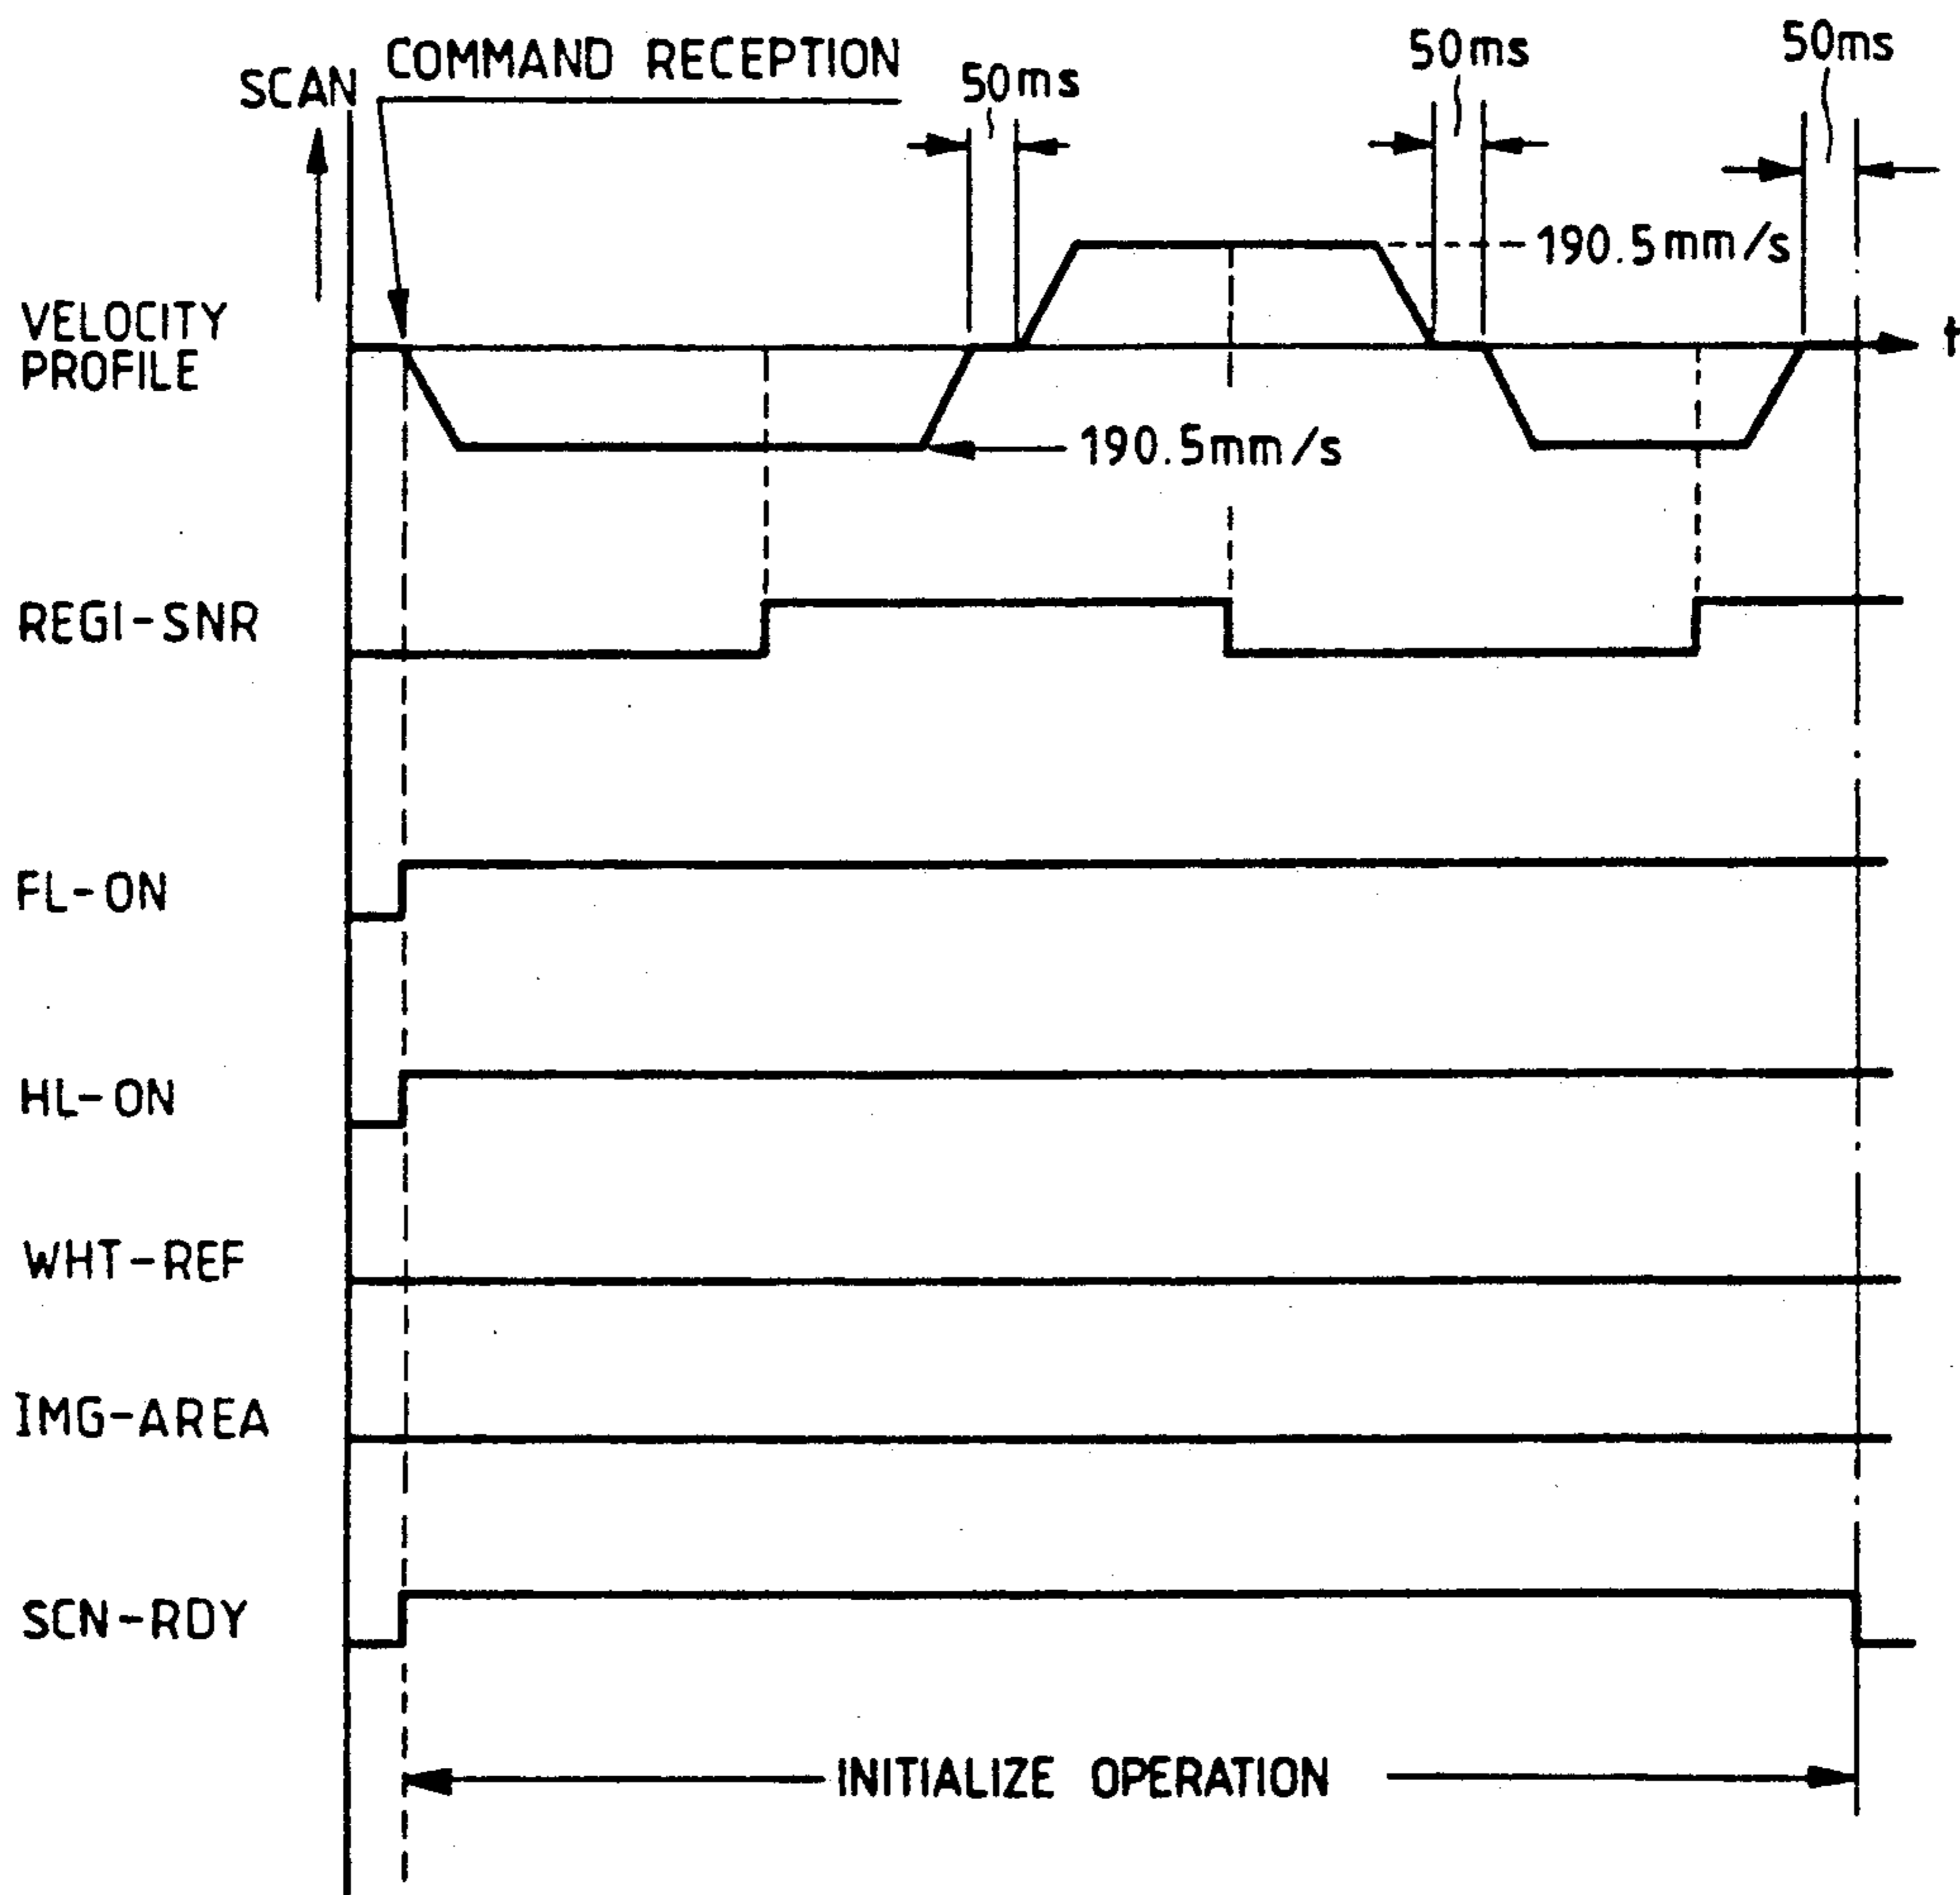 COMMAND RECEPTION
SCAN
50ms
50ms
50ms
190.5mm/s
VELOCITY
PROFILE
t
190.5mm/s
REGI-SNR
FL-ON
HL-ON
WHT-REF
IMG-AREA
SCN-RDY
INITIALIZE OPERATION